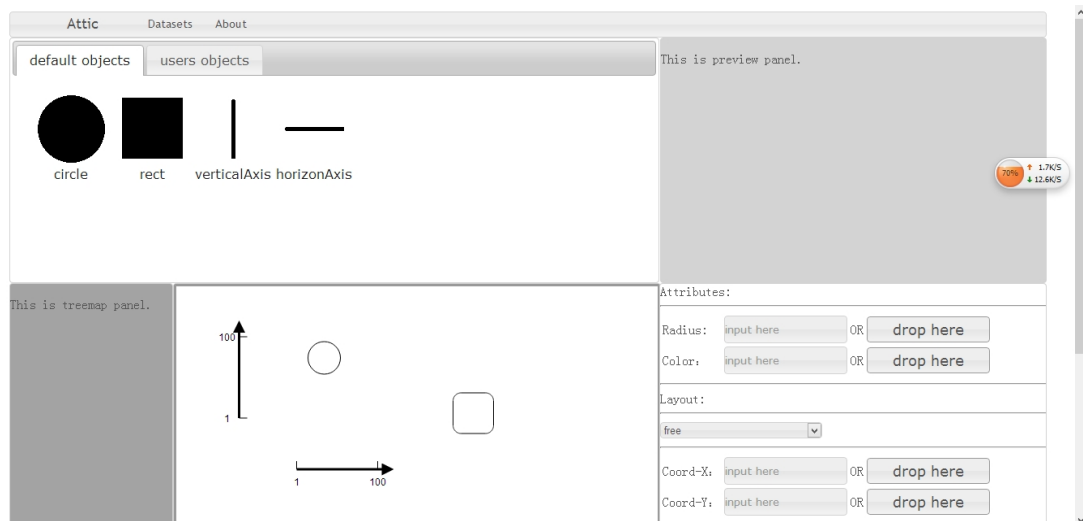 Attic Datasets About
default objects users objects
This is preview panel.
circle rect verticalAxis horizonAxis
70% ↑ 1.7K/S
↓ 12.6K/S
This is treemap panel.
100
1
1 100
Attributes:
Radius: input here OR drop here
Color: input here OR drop here
Layout:
free
Coord-X: input here OR drop here
Coord-Y: input here OR drop here